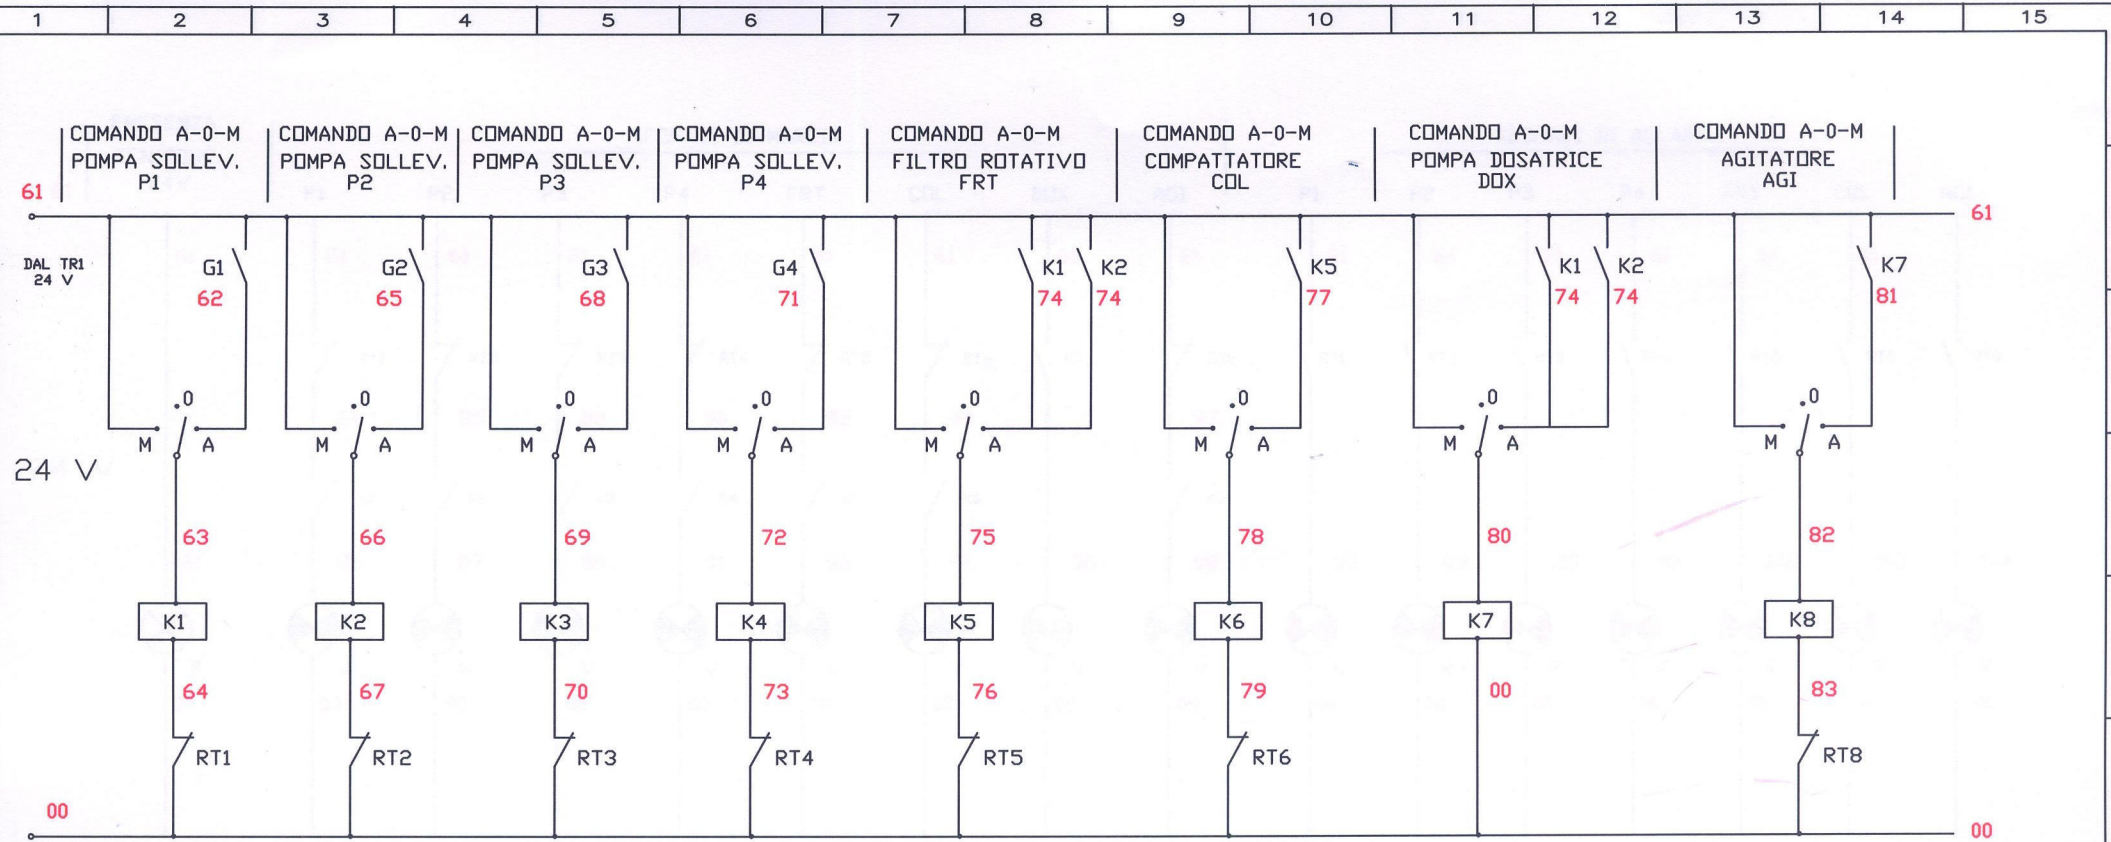 1 2 3 4 5 6 7 8 9 10 11 12 13 14 15
COMANDO A-0-M
POMPA SOLLEV.
P1
COMANDO A-0-M
POMPA SOLLEV.
P2
COMANDO A-0-M
POMPA SOLLEV.
P3
COMANDO A-0-M
POMPA SOLLEV.
P4
COMANDO A-0-M
FILTRO ROTATIVO
FRT
COMANDO A-0-M
COMPATTATORE
COL
COMANDO A-0-M
POMPA DOSATRICE
DOX
COMANDO A-0-M
AGITATORE
AGI
61 61
DAL TR1
24 V
G1 G2 G3 G4 K1 K2 K5 K1 K2 K7
62 65 68 71 74 74 77 74 74 81
0 0 0 0 0 0 0 0
M A M A M A M A M A M A M A M A
24 V
63 66 69 72 75 78 80 82
K1 K2 K3 K4 K5 K6 K7 K8
64 67 70 73 76 79 00 83
RT1 RT2 RT3 RT4 RT5 RT6 RT8
00 00